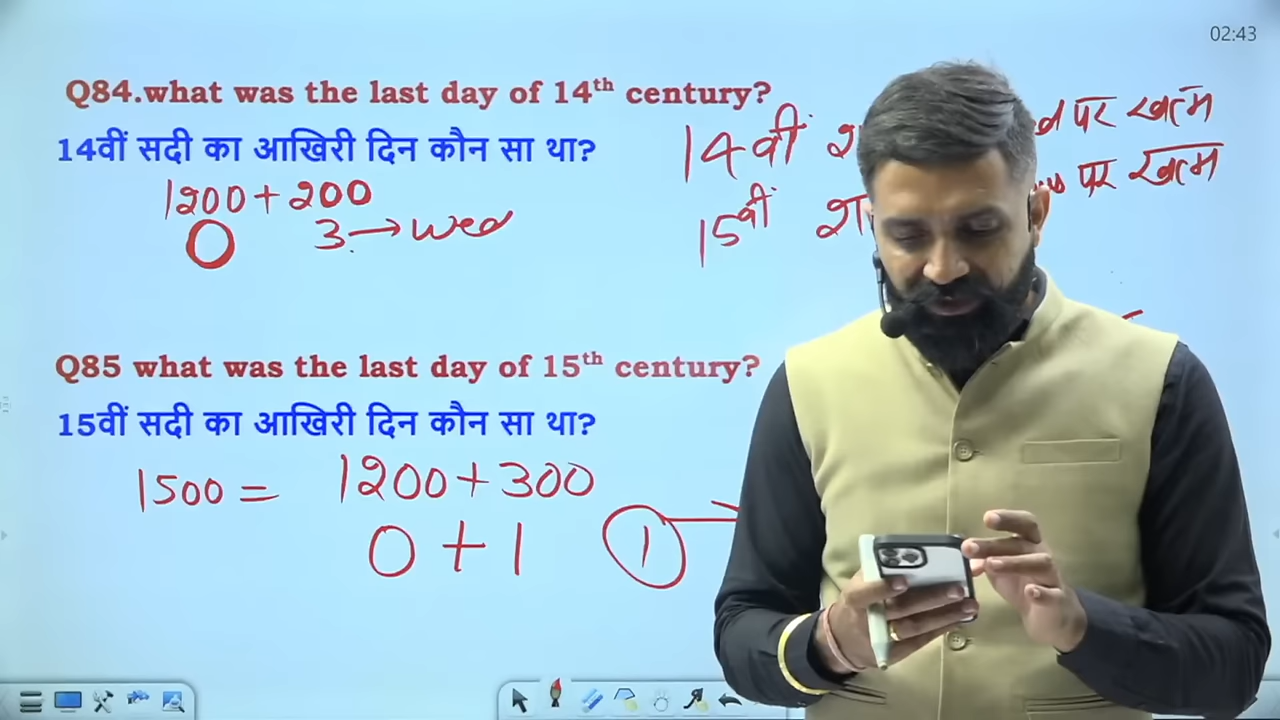 02:43
Q84.what was the last day of 14th century?
14वीं सदी का आखिरी दिन कौन सा था?
1200+200
0 3→wed
14वीं पर खत्म
15वीं पर खत्म
Q85 what was the last day of 15th century?
15वीं सदी का आखिरी दिन कौन सा था?
1500= 1200+300
0+1 1